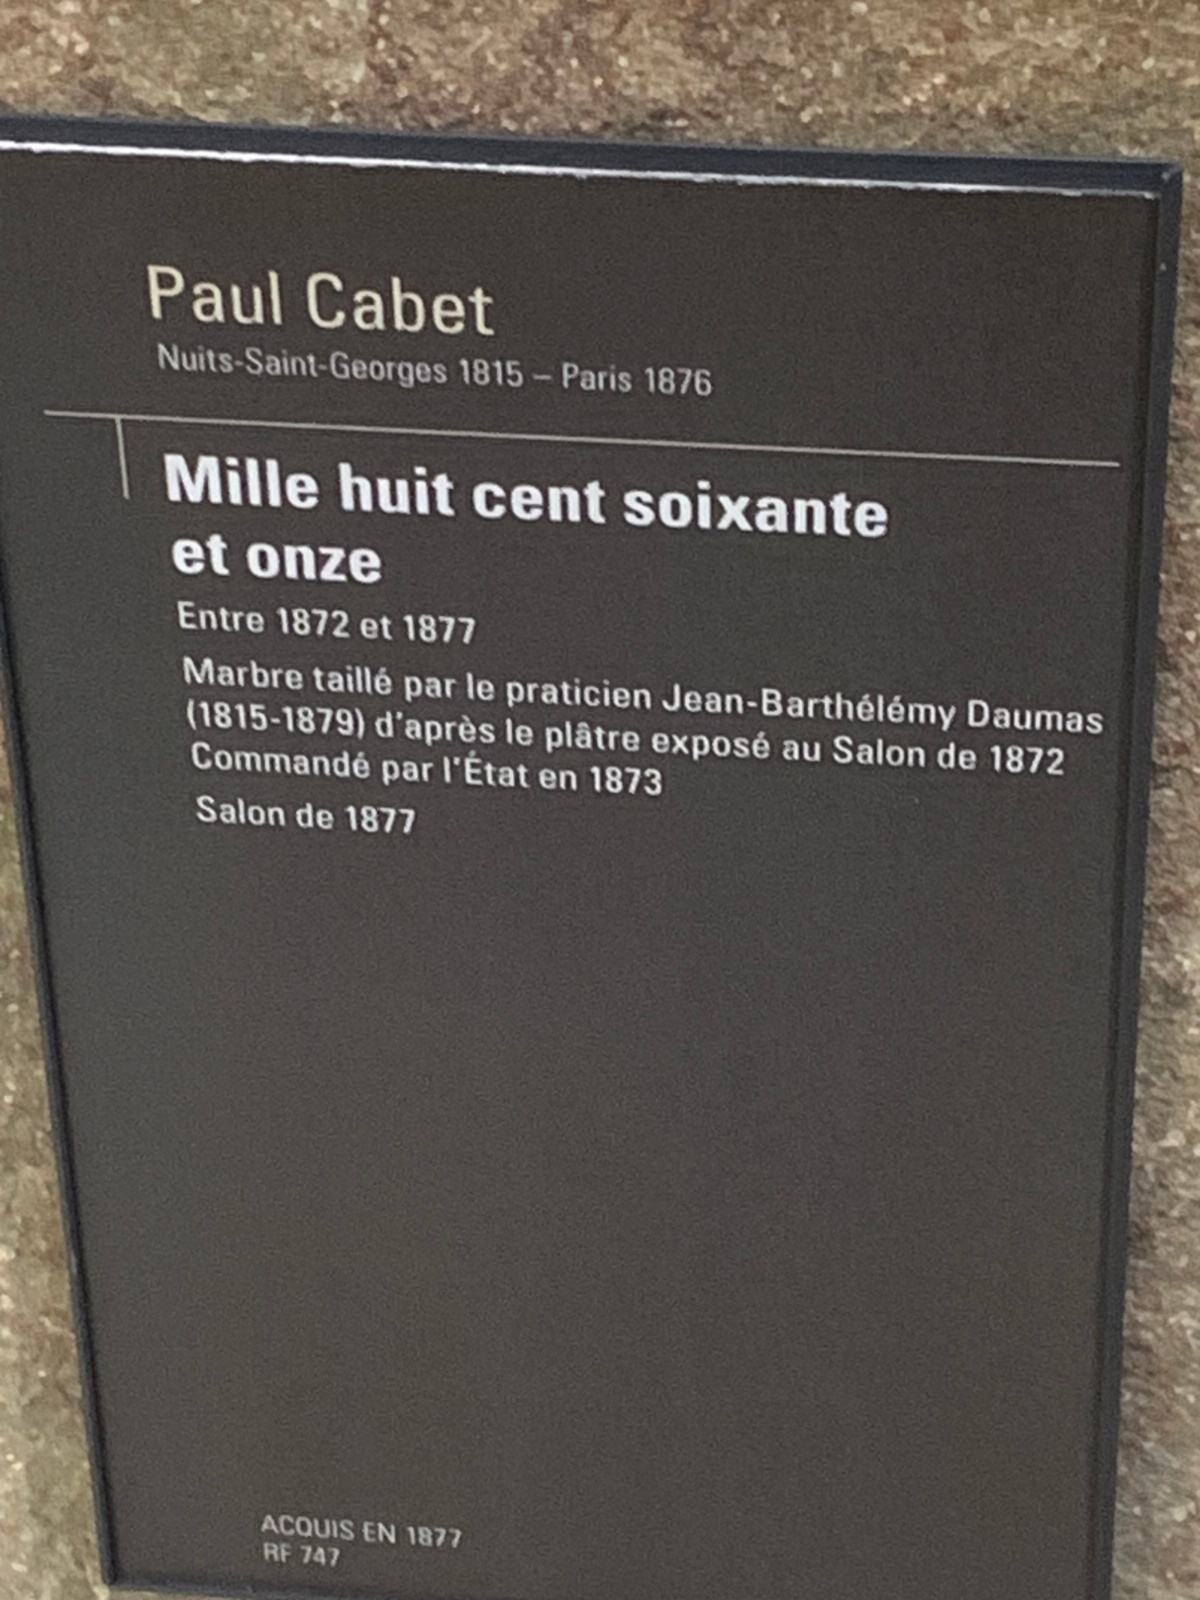 Paul Cabet
Nuits-Saint-Georges 1815 – Paris 1876
Mille huit cent soixante
et onze
Entre 1872 et 1877
Marbre taillé par le praticien Jean-Barthélémy Daumas
(1815-1879) d'après le plâtre exposé au Salon de 1872
Commandé par l'État en 1873
Salon de 1877
ACQUIS EN 1877
RF 747